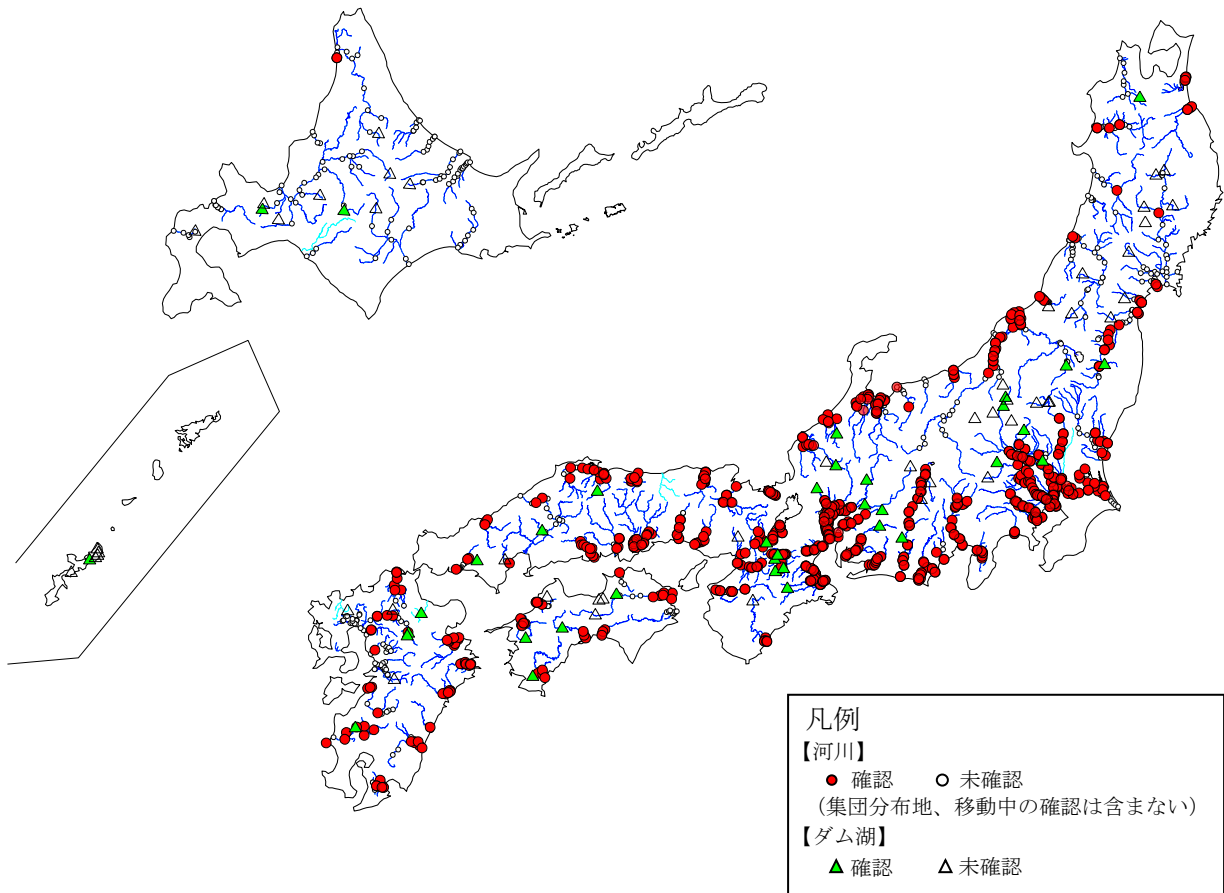 凡例
【河川】
確認 未確認
（集団分布地、移動中の確認は含まない）
【ダム湖】
確認 未確認